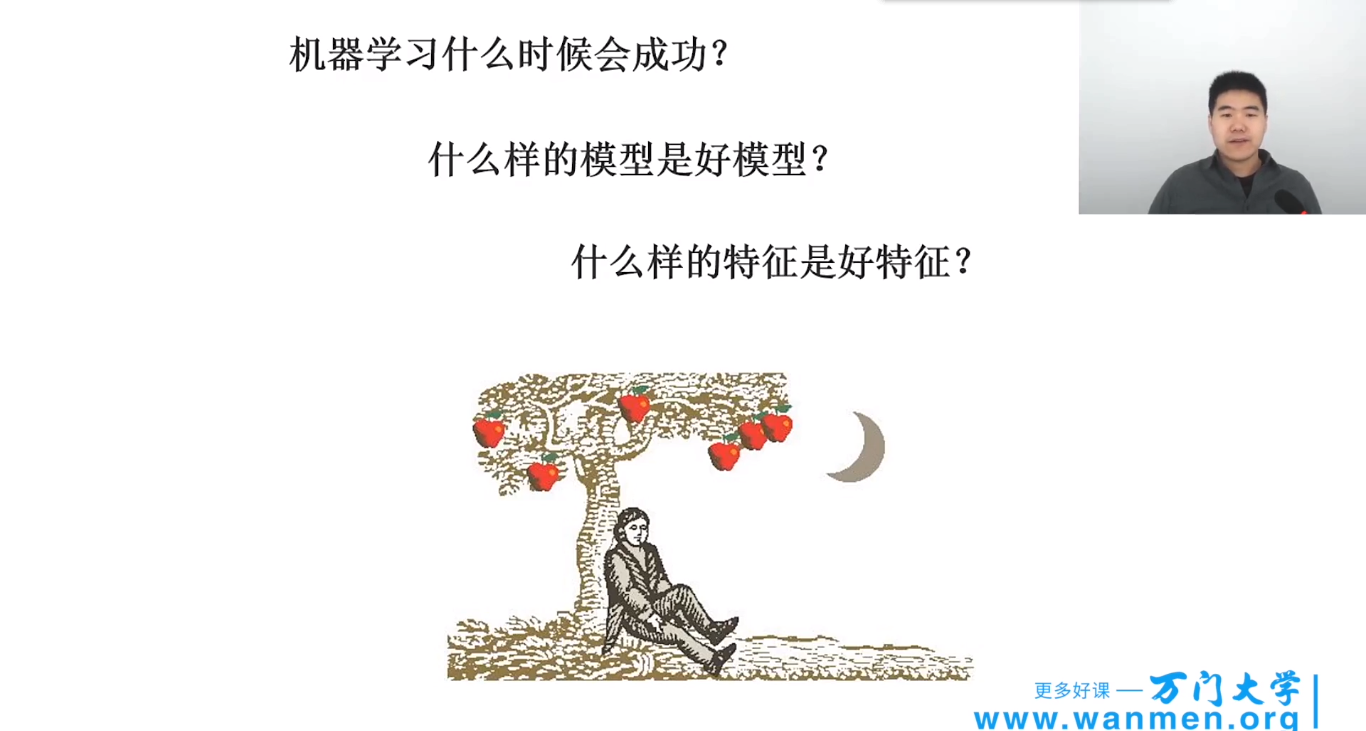 机器学习什么时候会成功？
什么样的模型是好模型？
什么样的特征是好特征？
更多好课 — 万门大学
www.wanmen.org